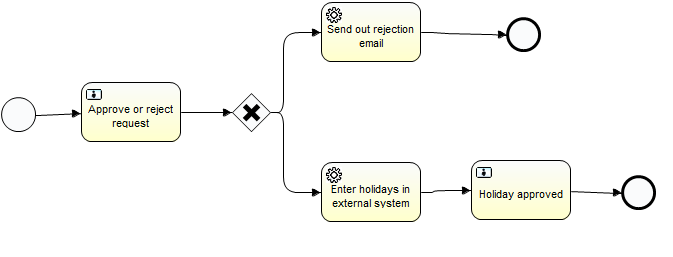 Send out rejection
email
Approve or reject
request
Enter holidays in
external system
Holiday approved